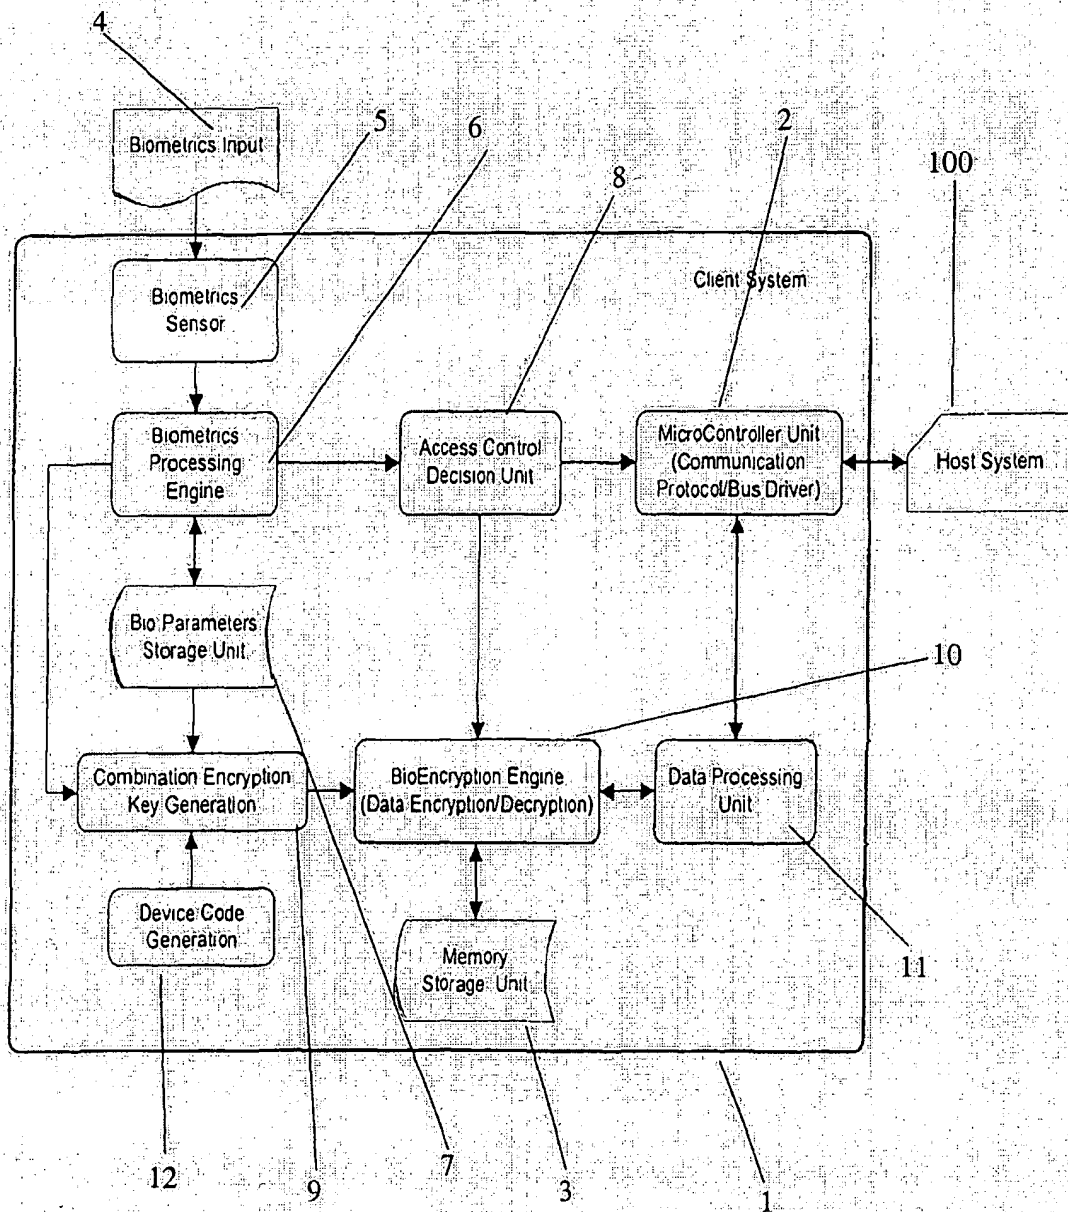 4
Biometrics Input
5
6
2
8
100
Client System
Biometrics
Sensor
Biometrics
Processing
Engine
Access Control
Decision Unit
MicroController Unit
(Communication
Protocol/Bus Driver)
Host System
Bio Parameters
Storage Unit
10
Combination Encryption
Key Generation
BioEncryption Engine
(Data Encryption/Decryption)
Data Processing
Unit
Device Code
Generation
Memory
Storage Unit
11
12
9
7
3
1